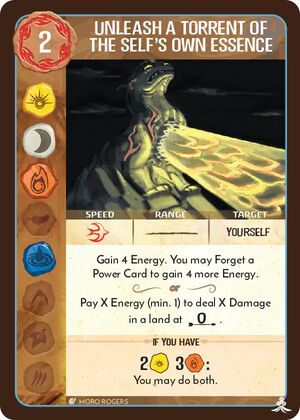 2
UNLEASH A TORRENT OF
THE SELF'S OWN ESSENCE
SPEED RANGE TARGET
YOURSELF
Gain 4 Energy. You may Forget a
Power Card to gain 4 more Energy.
or
Pay X Energy (min. 1) to deal X Damage
in a land at 0.
IF YOU HAVE
2 3 :
You may do both.
MORO ROGERS